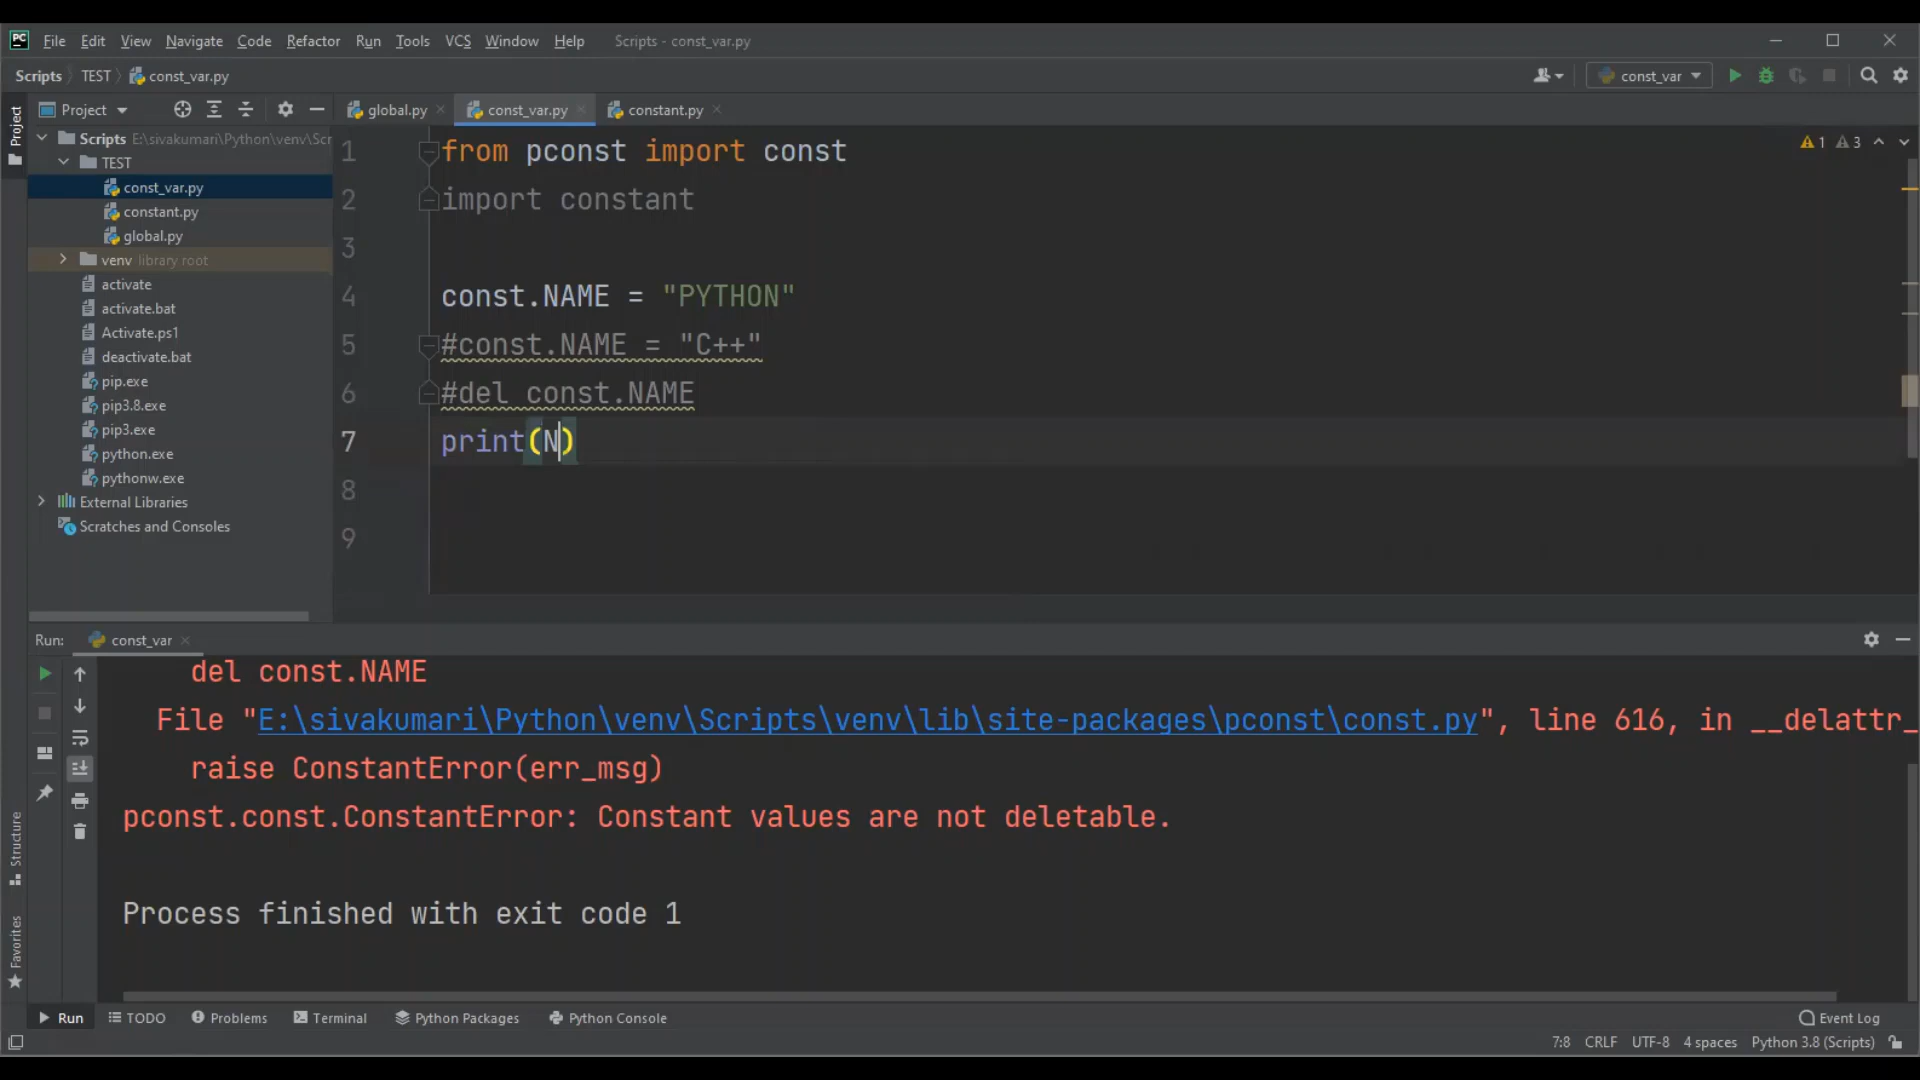 PC File Edit View Navigate Code Refactor Run Tools VCS Window Help Scripts - const_var.py
Scripts TEST const_var.py const_var
Project global.py const_var.py constant.py
Project
Scripts E:\sivakumari\Python\venv\Scr
TEST
const_var.py
constant.py
global.py
venv library root
activate
activate.bat
Activate.ps1
deactivate.bat
pip.exe
pip3.8.exe
pip3.exe
python.exe
pythonw.exe
External Libraries
Scratches and Consoles
1 from pconst import const
2 import constant
3
4 const.NAME = "PYTHON"
5 #const.NAME = "C++"
6 #del const.NAME
7 print(N)
8
9
1 3
Run: const_var
del const.NAME
File "E:\sivakumari\Python\venv\Scripts\venv\lib\site-packages\pconst\const.py", line 616, in __delattr_
raise ConstantError(err_msg)
pconst.const.ConstantError: Constant values are not deletable.
Process finished with exit code 1
Structure
Favorites
Run TODO Problems Terminal Python Packages Python Console Event Log
7:8 CRLF UTF-8 4 spaces Python 3.8 (Scripts)